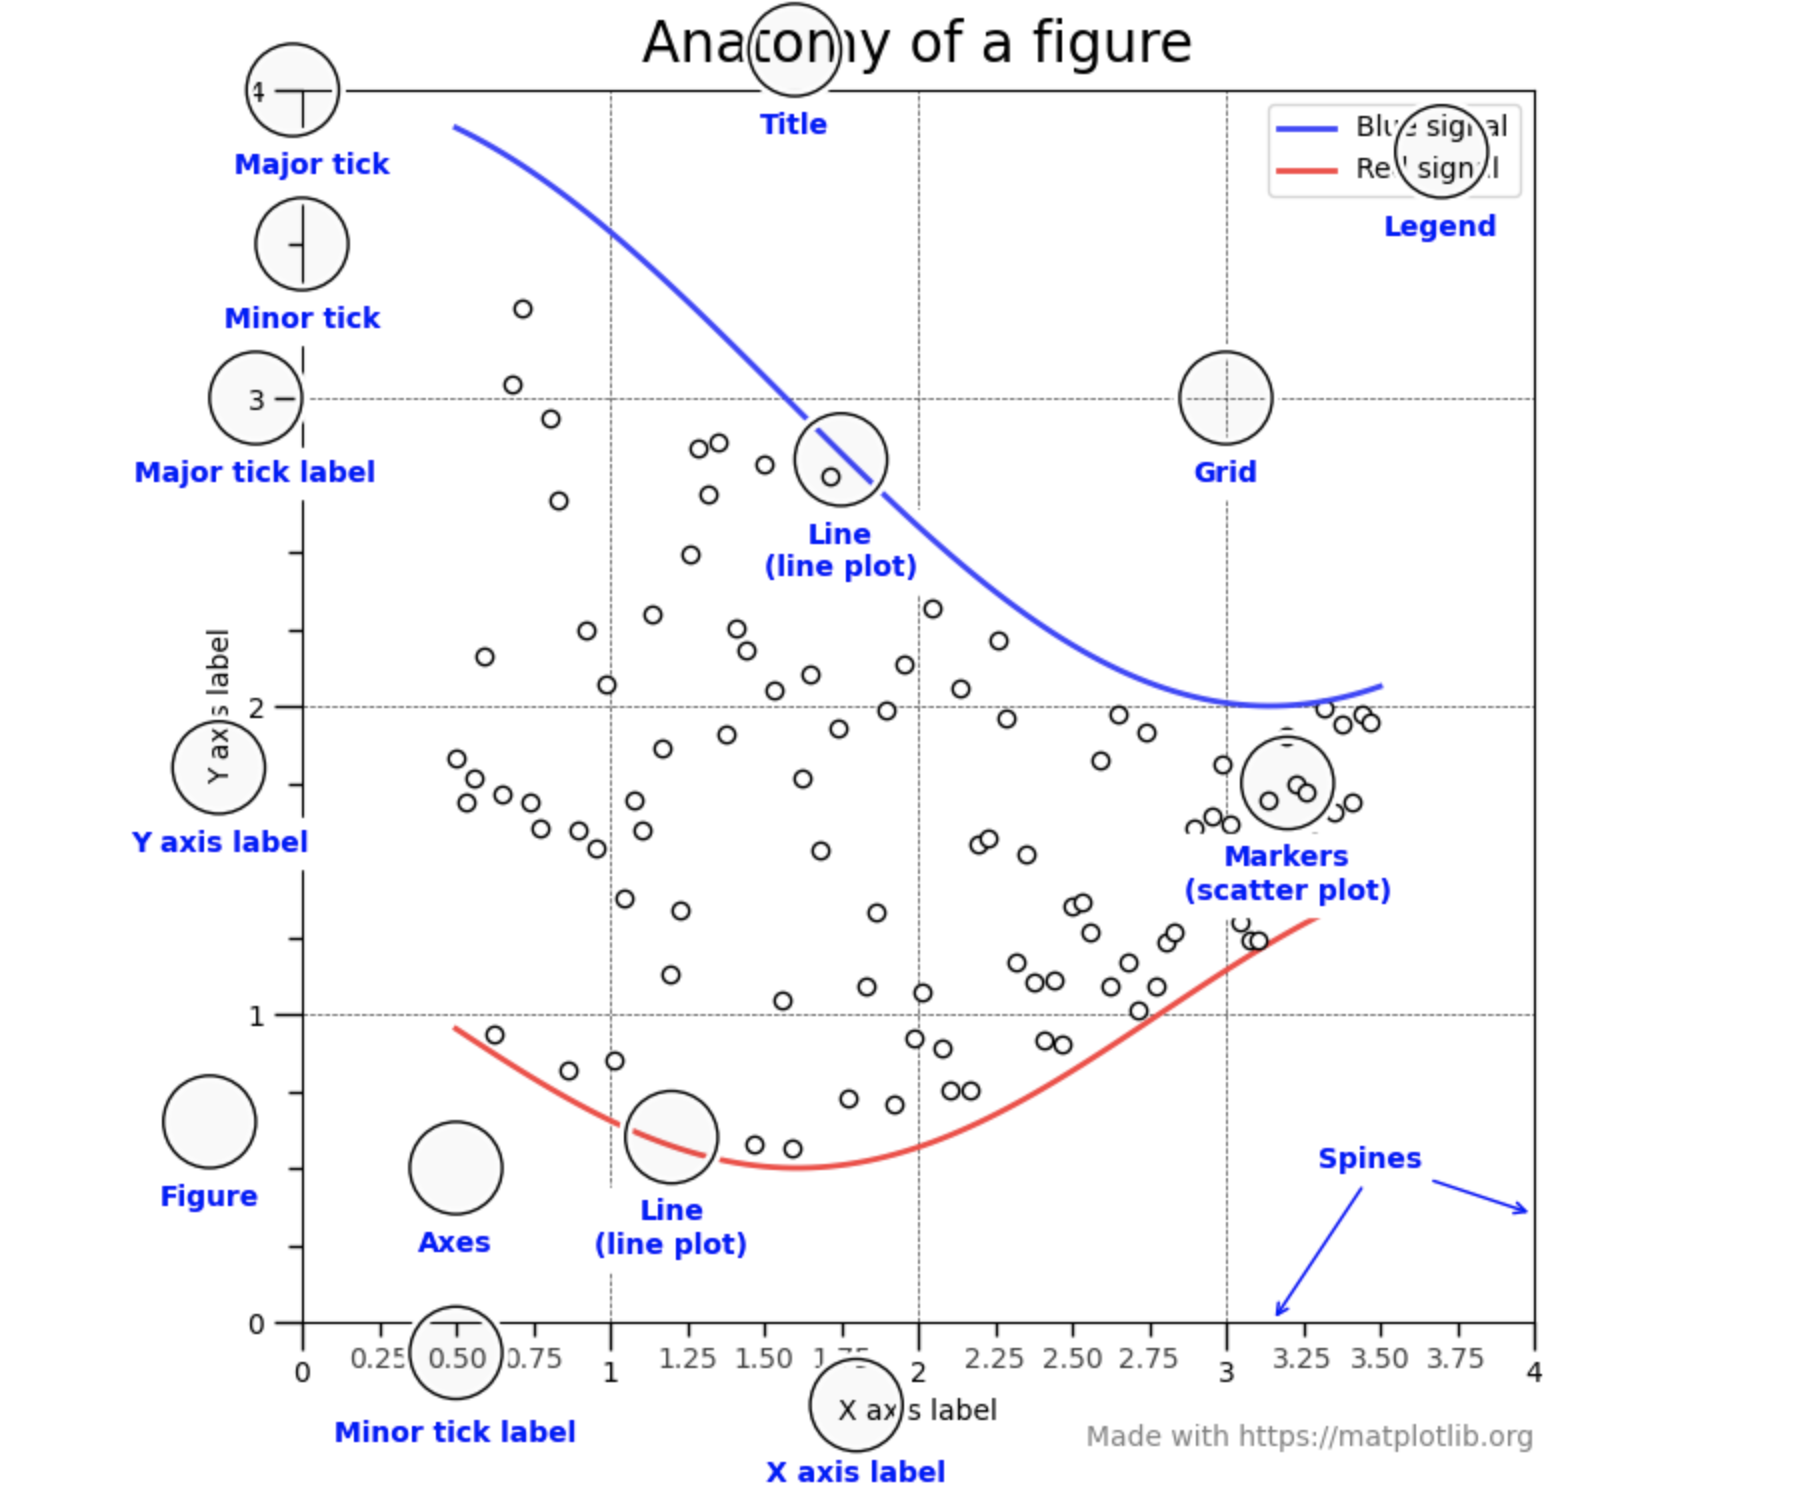 Anatomy of a figure
4
Major tick
Title
Blue signal
Red signal
Legend
Minor tick
3
Major tick label
Line
(line plot)
Grid
Y axis label
2
Y axis label
Markers
(scatter plot)
1
Figure
Axes
Line
(line plot)
Spines
0
0 0.25 0.50 0.75 1 1.25 1.50 1.75 2 2.25 2.50 2.75 3 3.25 3.50 3.75 4
Minor tick label
X axis label
X axis label
Made with https://matplotlib.org